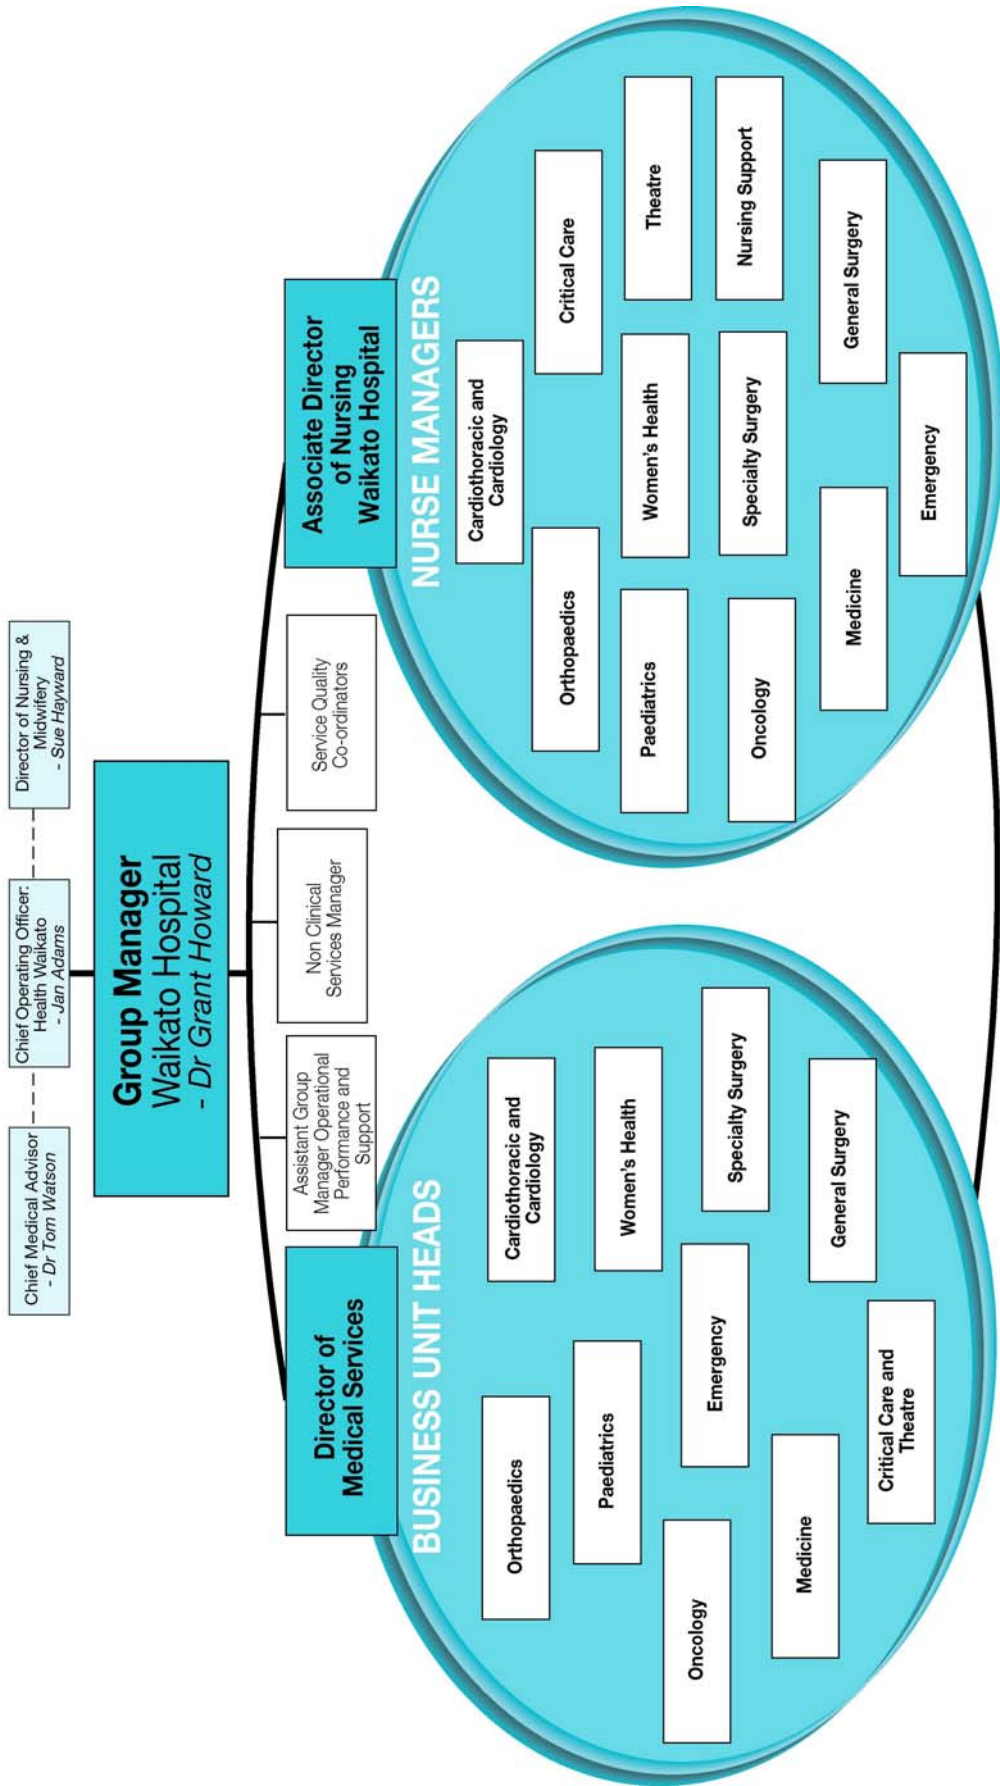 Chief Medical Advisor
- Dr Tom Watson
Chief Operating Officer:
Health Waikato
- Jan Adams
Director of Nursing &
Midwifery
- Sue Hayward
Group Manager
Waikato Hospital
- Dr Grant Howard
Director of
Medical Services
Assistant Group
Manager Operational
Performance and
Support
Non Clinical
Services Manager
Service Quality
Co-ordinators
Associate Director
of Nursing
Waikato Hospital
BUSINESS UNIT HEADS
Orthopaedics
Cardiothoracic and
Cardiology
Paediatrics
Women's Health
Oncology
Emergency
Specialty Surgery
Medicine
General Surgery
Critical Care and
Theatre
NURSE MANAGERS
Cardiothoracic and
Cardiology
Orthopaedics
Critical Care
Paediatrics
Women's Health
Theatre
Oncology
Specialty Surgery
Nursing Support
Medicine
General Surgery
Emergency